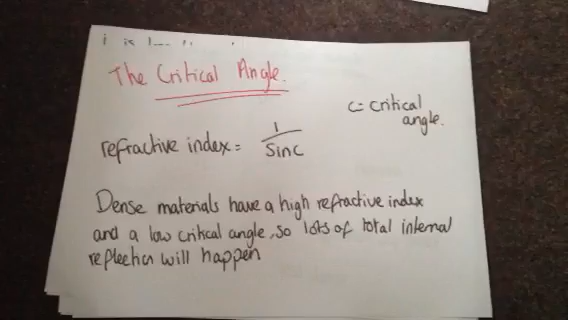 The Critical Angle.
c = critical angle.
refractive index = 1 / sinc
Dense materials have a high refractive index
and a low critical angle, so lots of total internal
reflection will happen